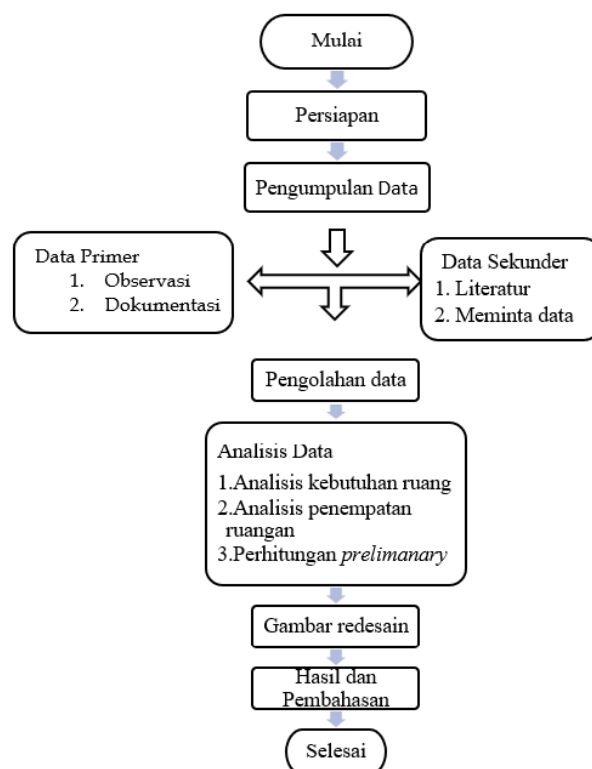 Mulai
Persiapan
Pengumpulan Data
Data Primer
1. Observasi
2. Dokumentasi
Data Sekunder
1. Literatur
2. Meminta data
Pengolahan data
Analisis Data
1.Analisis kebutuhan ruang
2.Analisis penempatan
ruangan
3.Perhitungan prelimanary
Gambar redesain
Hasil dan
Pembahasan
Selesai